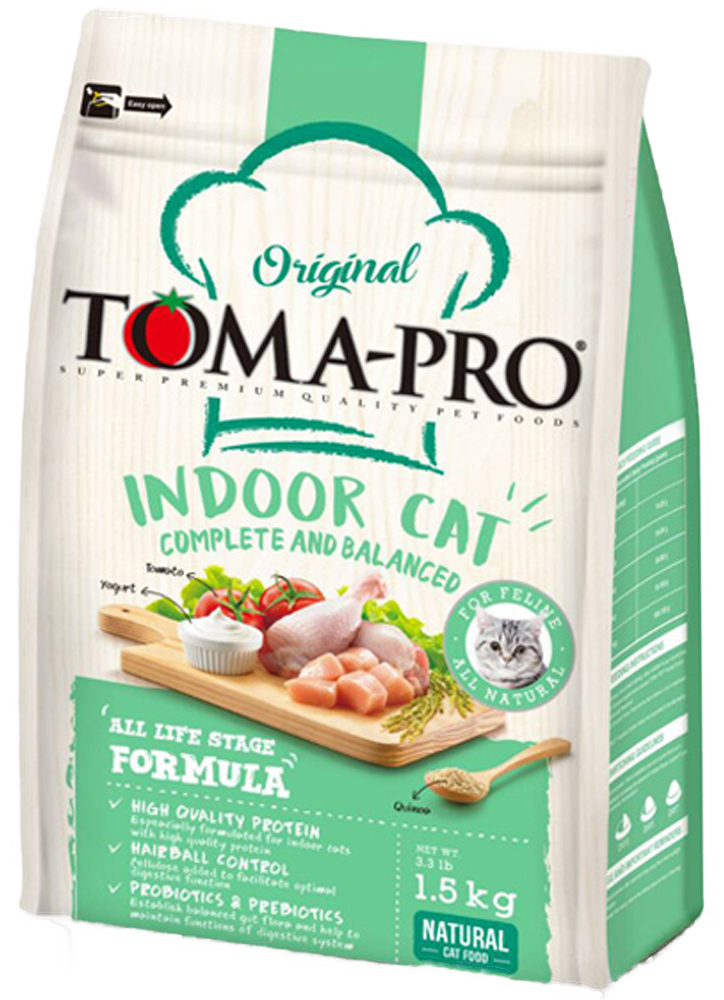 Easy open
Original
TOMA-PRO®
SUPER PREMIUM QUALITY PET FOODS
INDOOR CAT
COMPLETE AND BALANCED
Tomato
Yogurt
FOR FELINE
ALL NATURAL
'ALL LIFE STAGE
FORMULA'
Quinoa
✓ HIGH QUALITY PROTEIN
Especially formulated for indoor cats
with high quality protein
✓ HAIRBALL CONTROL
Cellulose added to facilitate optimal
digestive function
✓ PROBIOTICS & PREBIOTICS
Establish balanced gut flora and help to
maintain functions of digestive system
NET WT.
3.3 lb
1.5 kg
NATURAL
CAT FOOD
FEEDING GUIDE